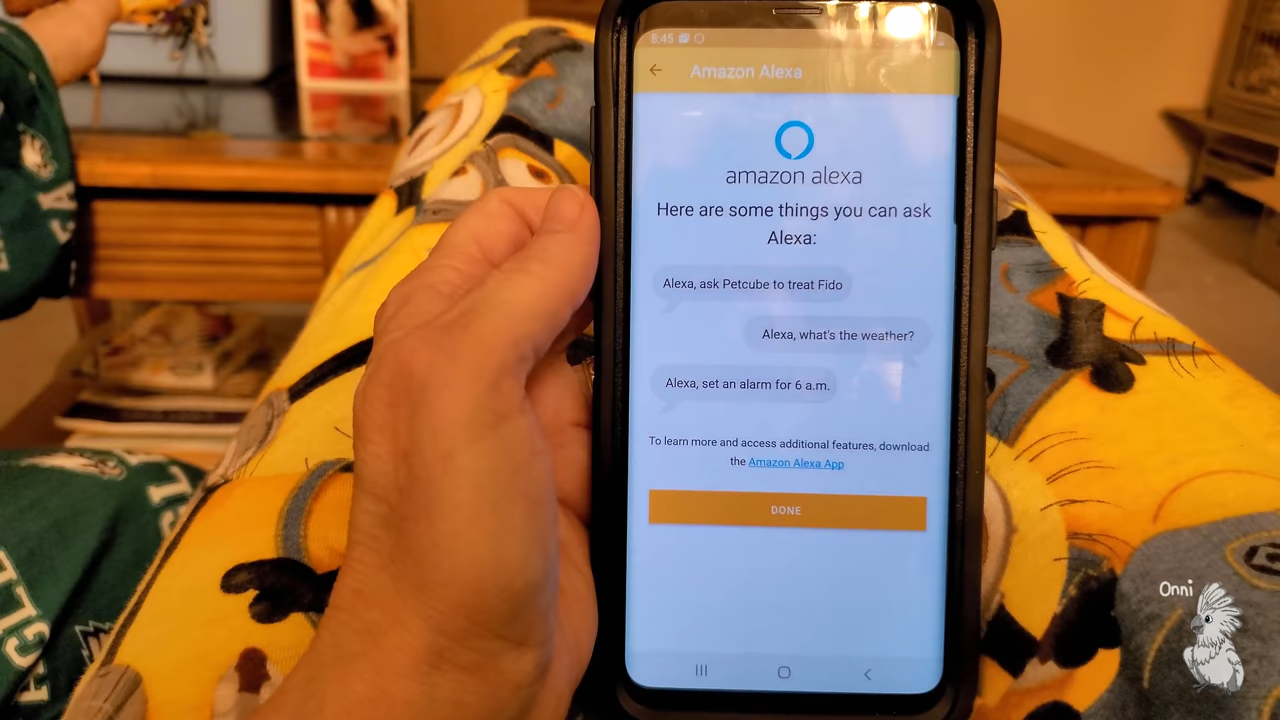 8:45
Amazon Alexa
amazon alexa
Here are some things you can ask
Alexa:
Alexa, ask Petcube to treat Fido
Alexa, what's the weather?
Alexa, set an alarm for 6 a.m.
To learn more and access additional features, download
the Amazon Alexa App
DONE
Onni